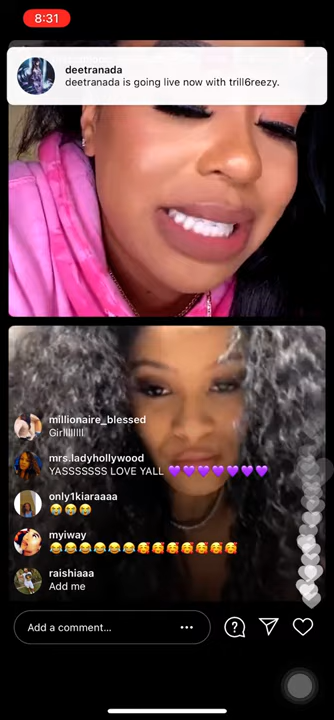 8:31
deetranada
deetranada is going live now with trill6reezy.
millionaire_blessed
Girlllllllll
mrs.ladyhollywood
YASSSSSSS LOVE YALL 💜💜💜💜💜💜💜
only1kiaraaaa
😭😭😭
myiway
😂😂😂😂😂😂🥰🥰🥰🥰🥰🥰🥰
raishiaaa
Add me
Add a comment...